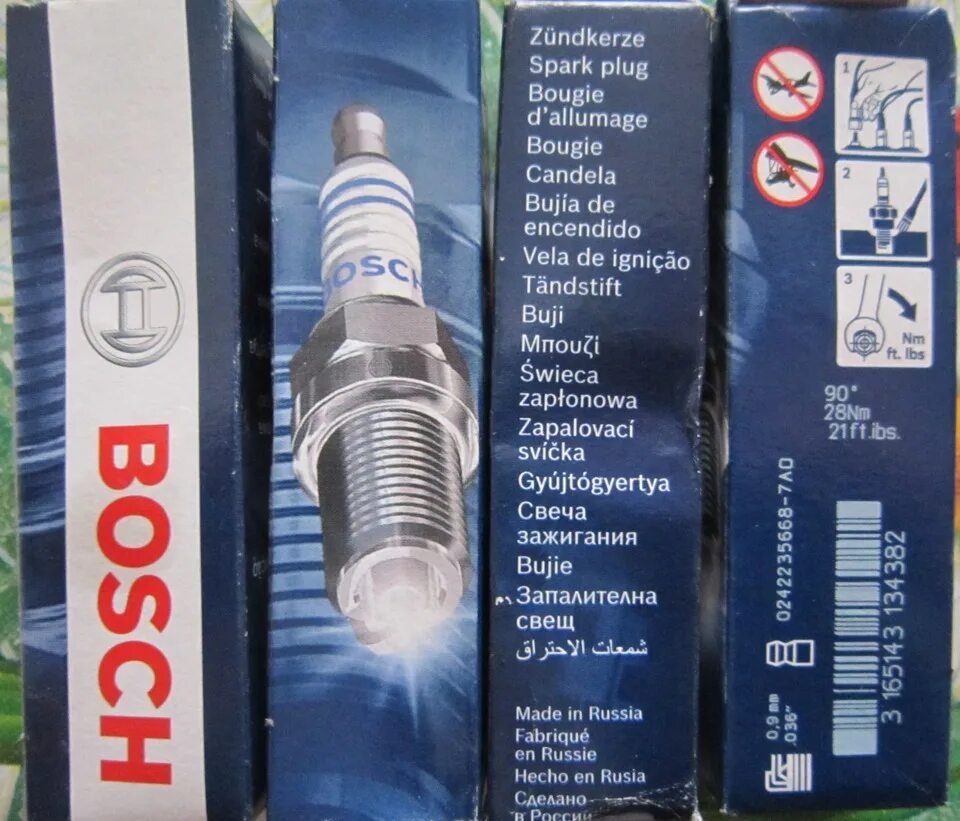 BOSCH
BOSCH
Zündkerze
Spark plug
Bougie
d'allumage
Bougie
Candela
Bujía de
encendido
Vela de ignição
Tändstift
Buji
Μπουζί
Świeca
zapłonowa
Zapalovací
svíčka
Gyújtógyertya
Свеча
зажигания
Bujie
Запалителна
свещ
شمعات الاحتراق
Made in Russia
Fabriqué
en Russie
Hecho en Rusia
Сделано
в России
1
2
3
Nm
ft. lbs
90°
28Nm
21ft.lbs.
0242235668-7A0
3 165143 134382
0,9 mm
.036"